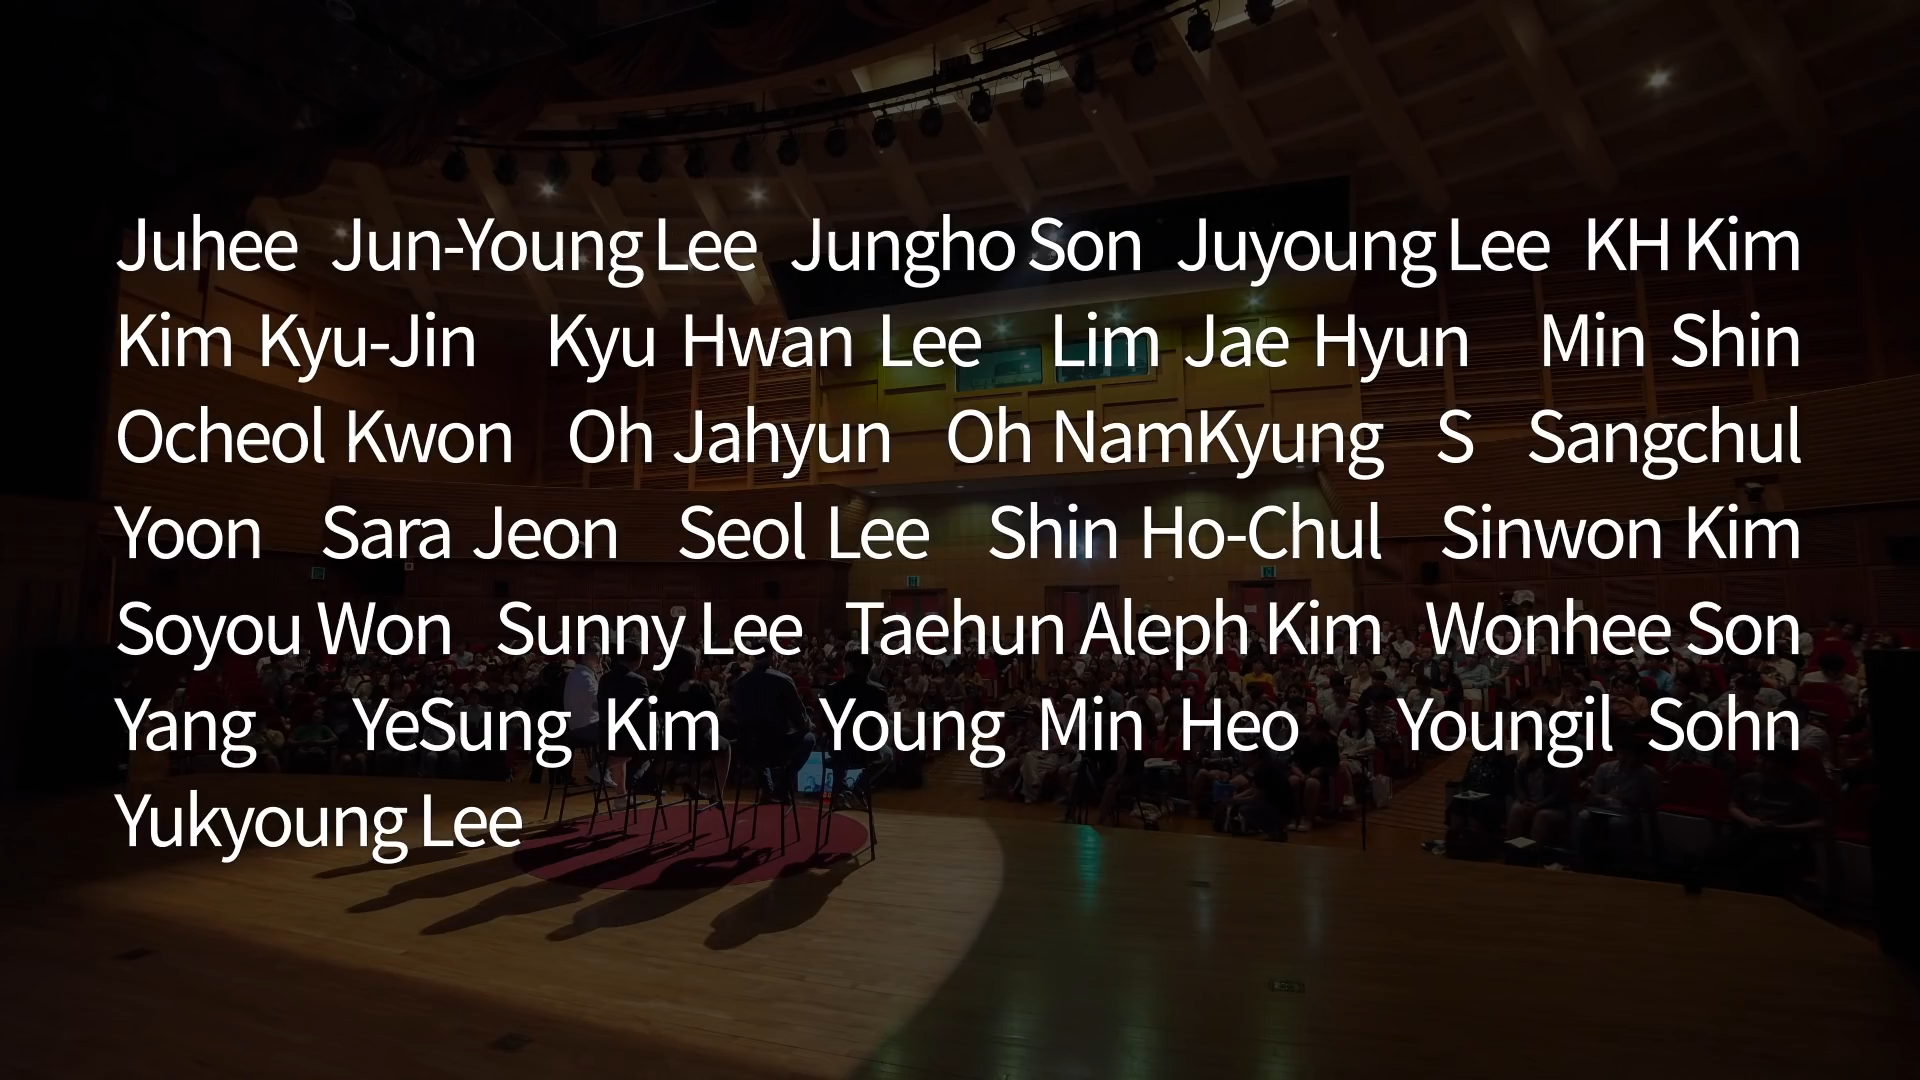 Juhee Jun-Young Lee Jungho Son Juyoung Lee KH Kim
Kim Kyu-Jin Kyu Hwan Lee Lim Jae Hyun Min Shin
Ocheol Kwon Oh Jahyun Oh NamKyung S Sangchul
Yoon Sara Jeon Seol Lee Shin Ho-Chul Sinwon Kim
Soyou Won Sunny Lee Taehun Aleph Kim Wonhee Son
Yang YeSung Kim Young Min Heo Youngil Sohn
Yukyoung Lee